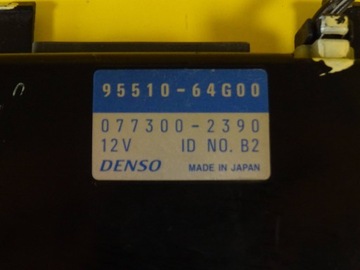 95510-64G00
077300-2390
12V ID NO. B2
DENSO MADE IN JAPAN